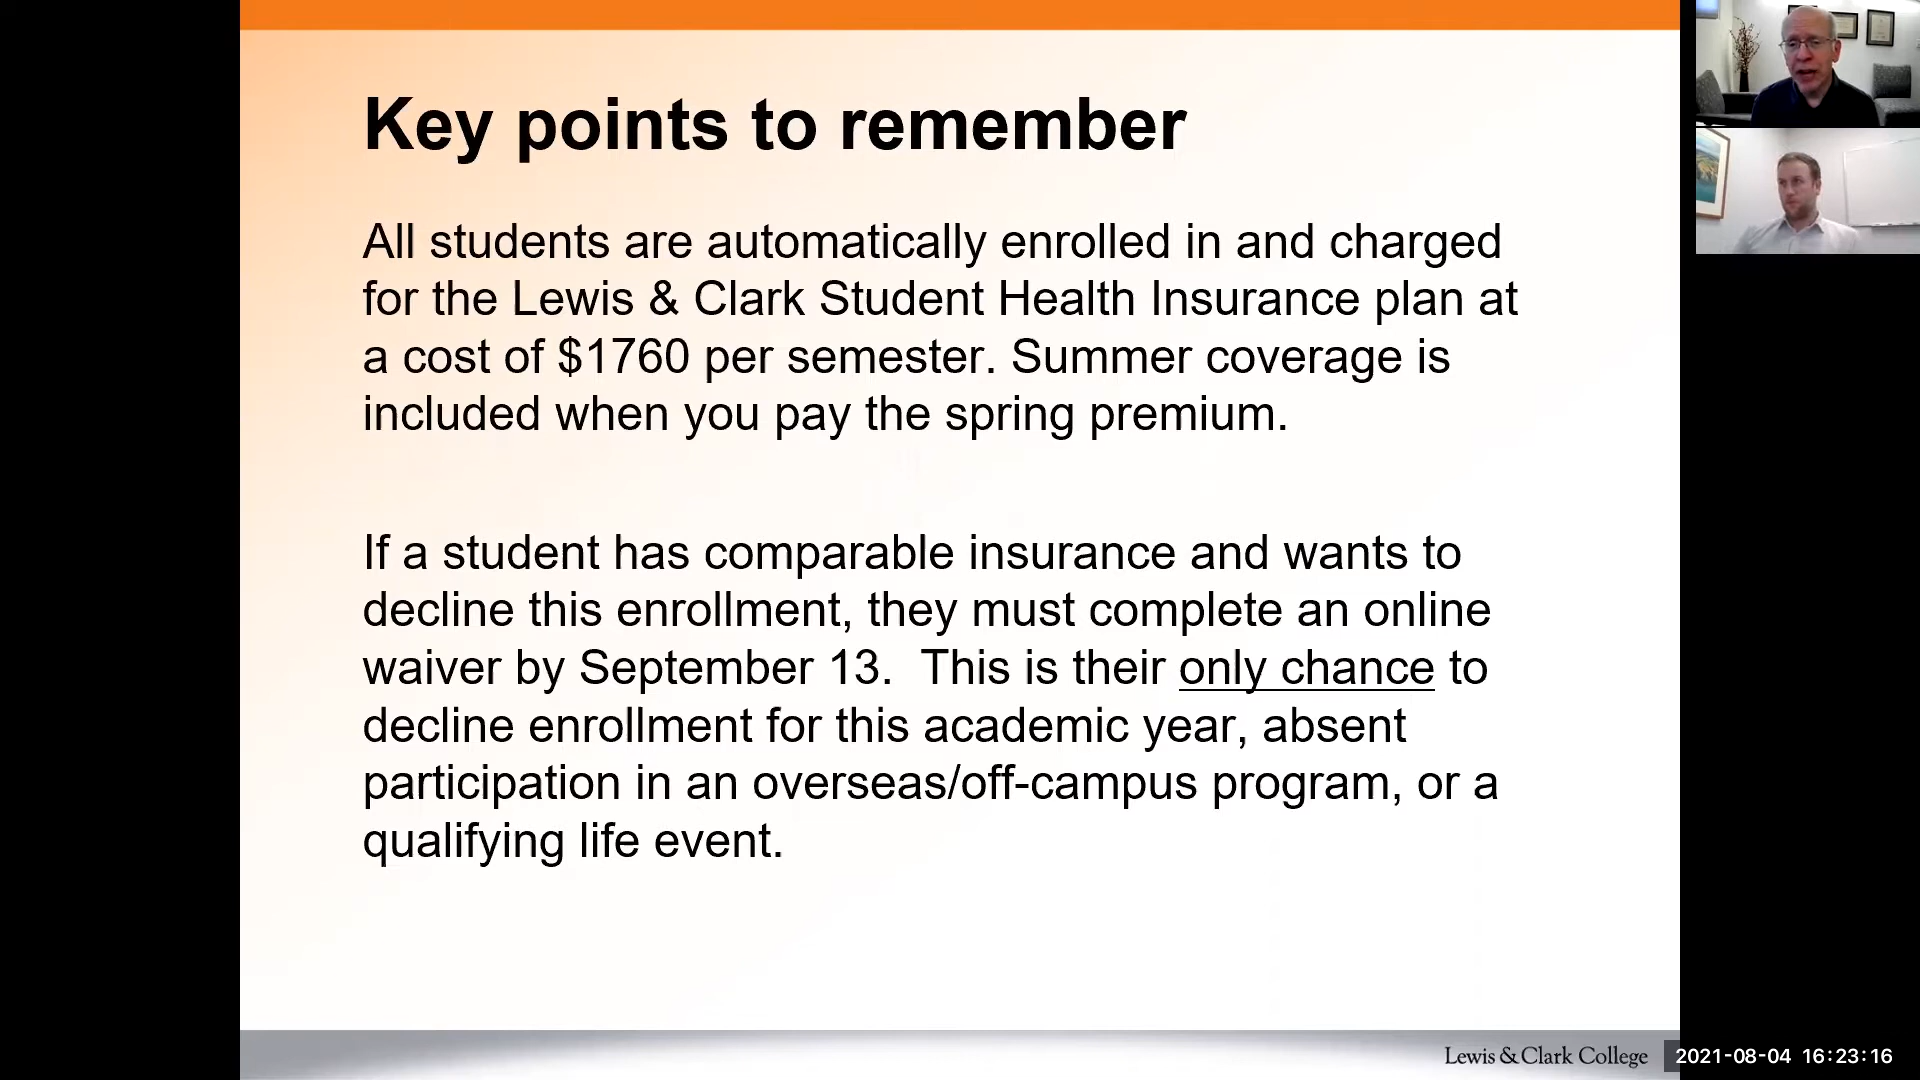 Key points to remember
All students are automatically enrolled in and charged
for the Lewis & Clark Student Health Insurance plan at
a cost of $1760 per semester. Summer coverage is
included when you pay the spring premium.
If a student has comparable insurance and wants to
decline this enrollment, they must complete an online
waiver by September 13.  This is their only chance to
decline enrollment for this academic year, absent
participation in an overseas/off-campus program, or a
qualifying life event.
Lewis & Clark College
2021-08-04 16:23:16